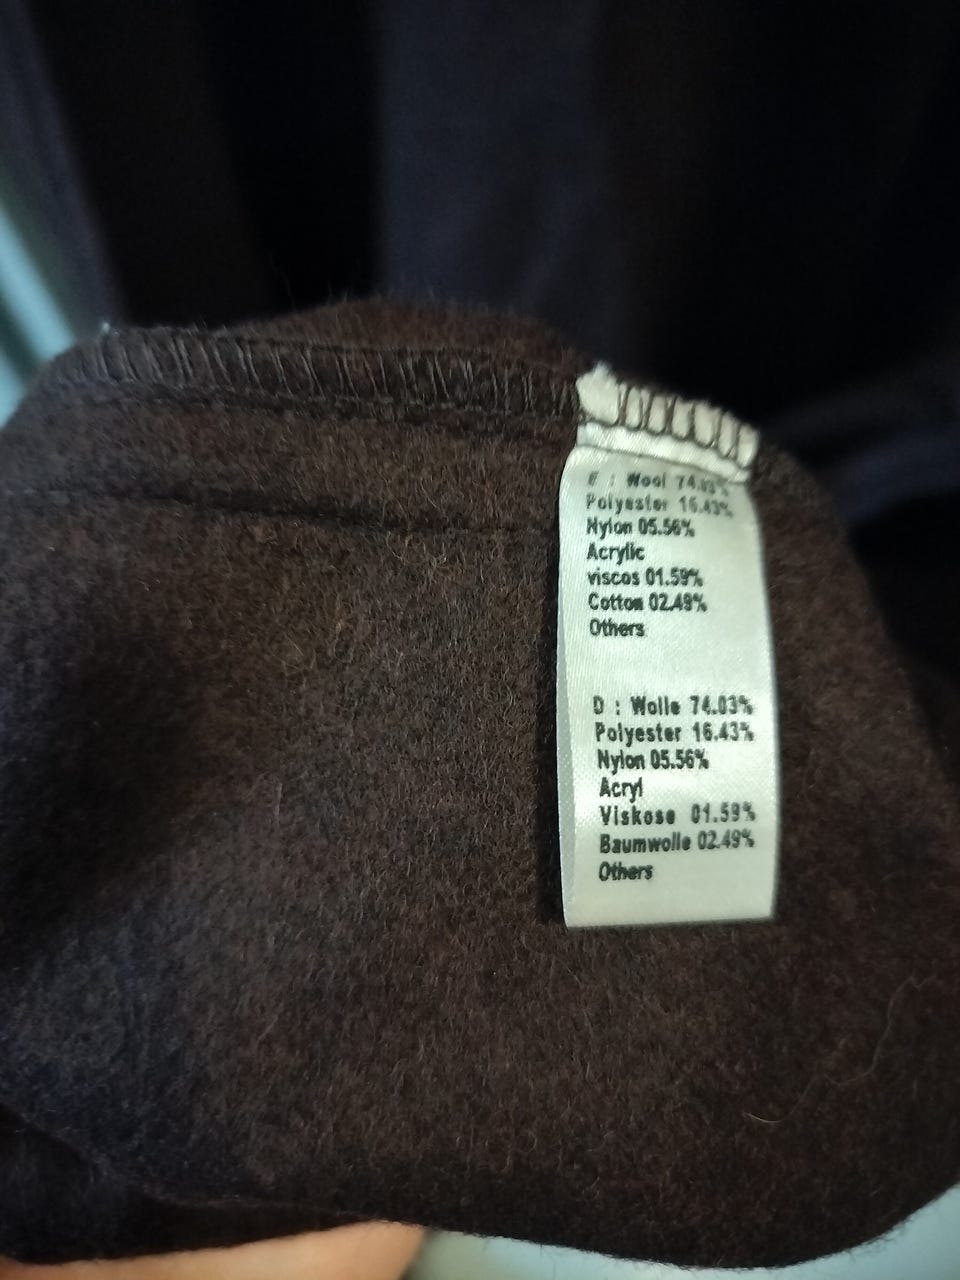 E : Wool 74.03%
Polyester 16.43%
Nylon 05.56%
Acrylic
viscos 01.59%
Cotton 02.49%
Others
D : Wolle 74.03%
Polyester 16.43%
Nylon 05.56%
Acryl
Viskose 01.59%
Baumwolle 02.49%
Others